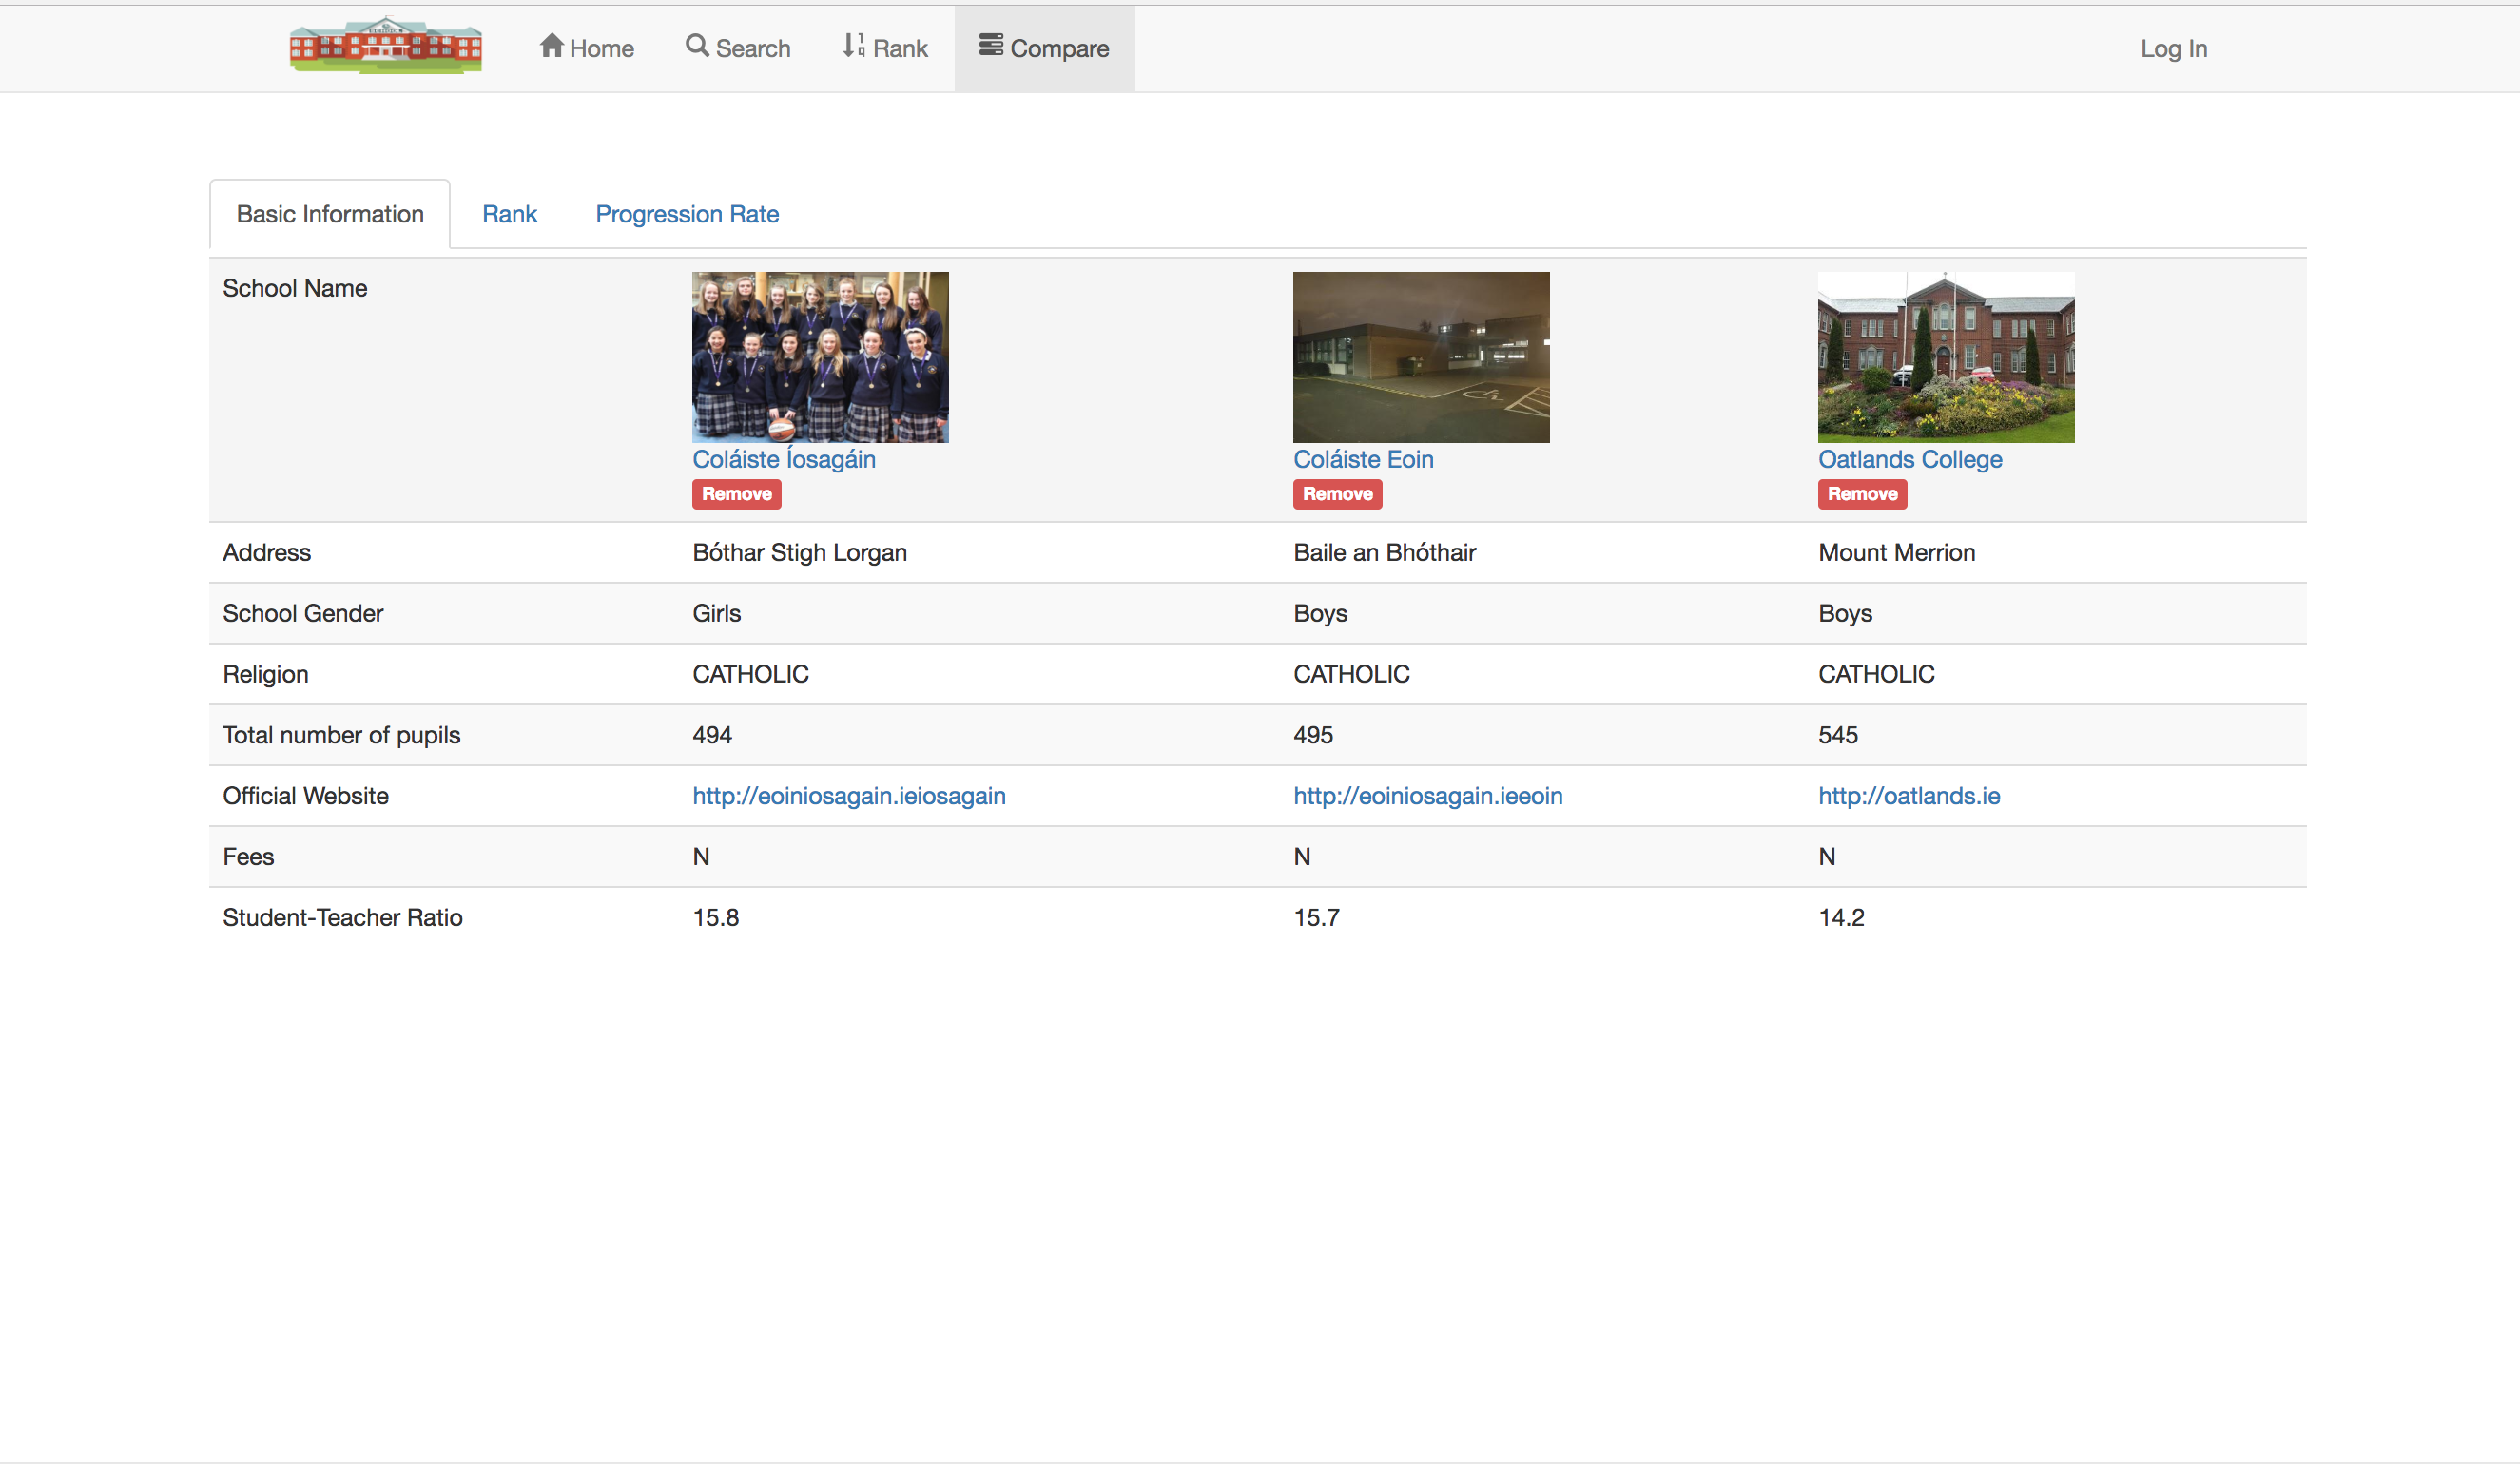 SCHOOL
Home Search Rank Compare Log In
Basic Information Rank Progression Rate
School Name
Coláiste Íosagáin Coláiste Eoin Oatlands College
Remove Remove Remove
Address Bóthar Stigh Lorgan Baile an Bhóthair Mount Merrion
School Gender Girls Boys Boys
Religion CATHOLIC CATHOLIC CATHOLIC
Total number of pupils 494 495 545
Official Website http://eoiniosagain.ieiosagain http://eoiniosagain.ieeoin http://oatlands.ie
Fees N N N
Student-Teacher Ratio 15.8 15.7 14.2